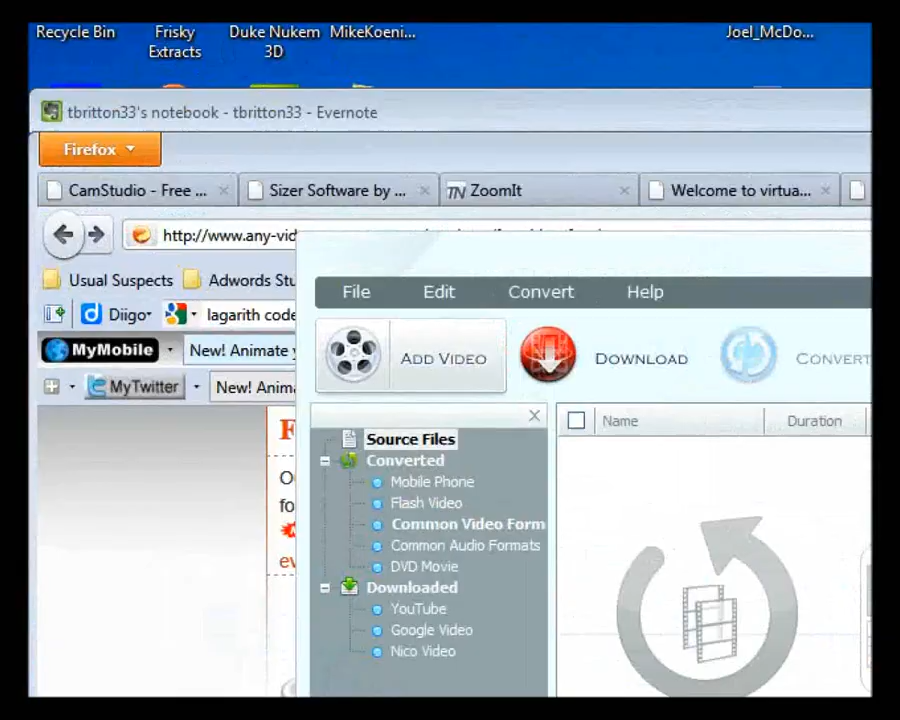 Recycle Bin
Frisky
Extracts
Duke Nukem
3D
MikeKoeni...
Joel_McDo...
tbritton33's notebook - tbritton33 - Evernote
Firefox
CamStudio - Free ...
Sizer Software by ...
ZoomIt
Welcome to virtua...
http://www.any-vid
Usual Suspects
Adwords Stu
Diigo
lagarith code
MyMobile
New! Animate y
MyTwitter
New! Anima
File Edit Convert Help
ADD VIDEO
DOWNLOAD
CONVERT
Name
Duration
Source Files
Converted
Mobile Phone
Flash Video
Common Video Form
Common Audio Formats
DVD Movie
Downloaded
YouTube
Google Video
Nico Video